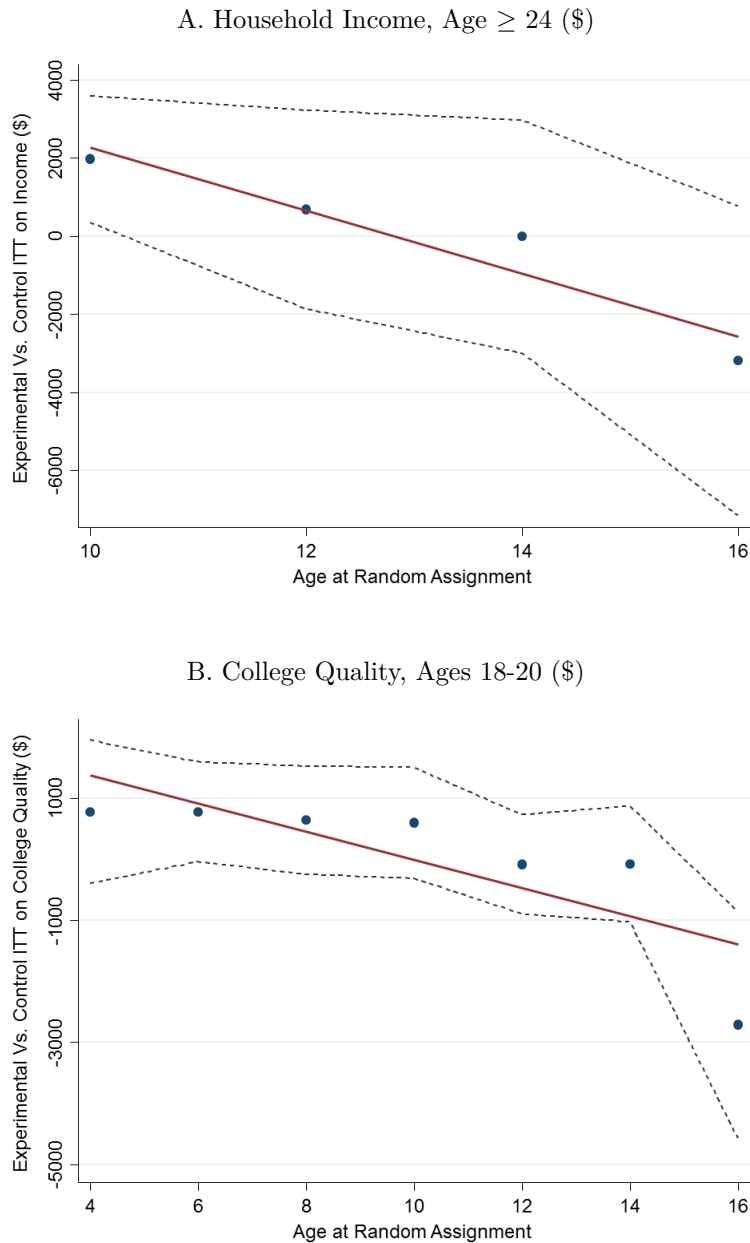 A. Household Income, Age ≥ 24 ($)
Experimental Vs. Control ITT on Income ($)
4000
2000
0
-2000
-4000
-6000
10 12 14 16
Age at Random Assignment
B. College Quality, Ages 18-20 ($)
Experimental Vs. Control ITT on College Quality ($)
1000
-1000
-3000
-5000
4 6 8 10 12 14 16
Age at Random Assignment